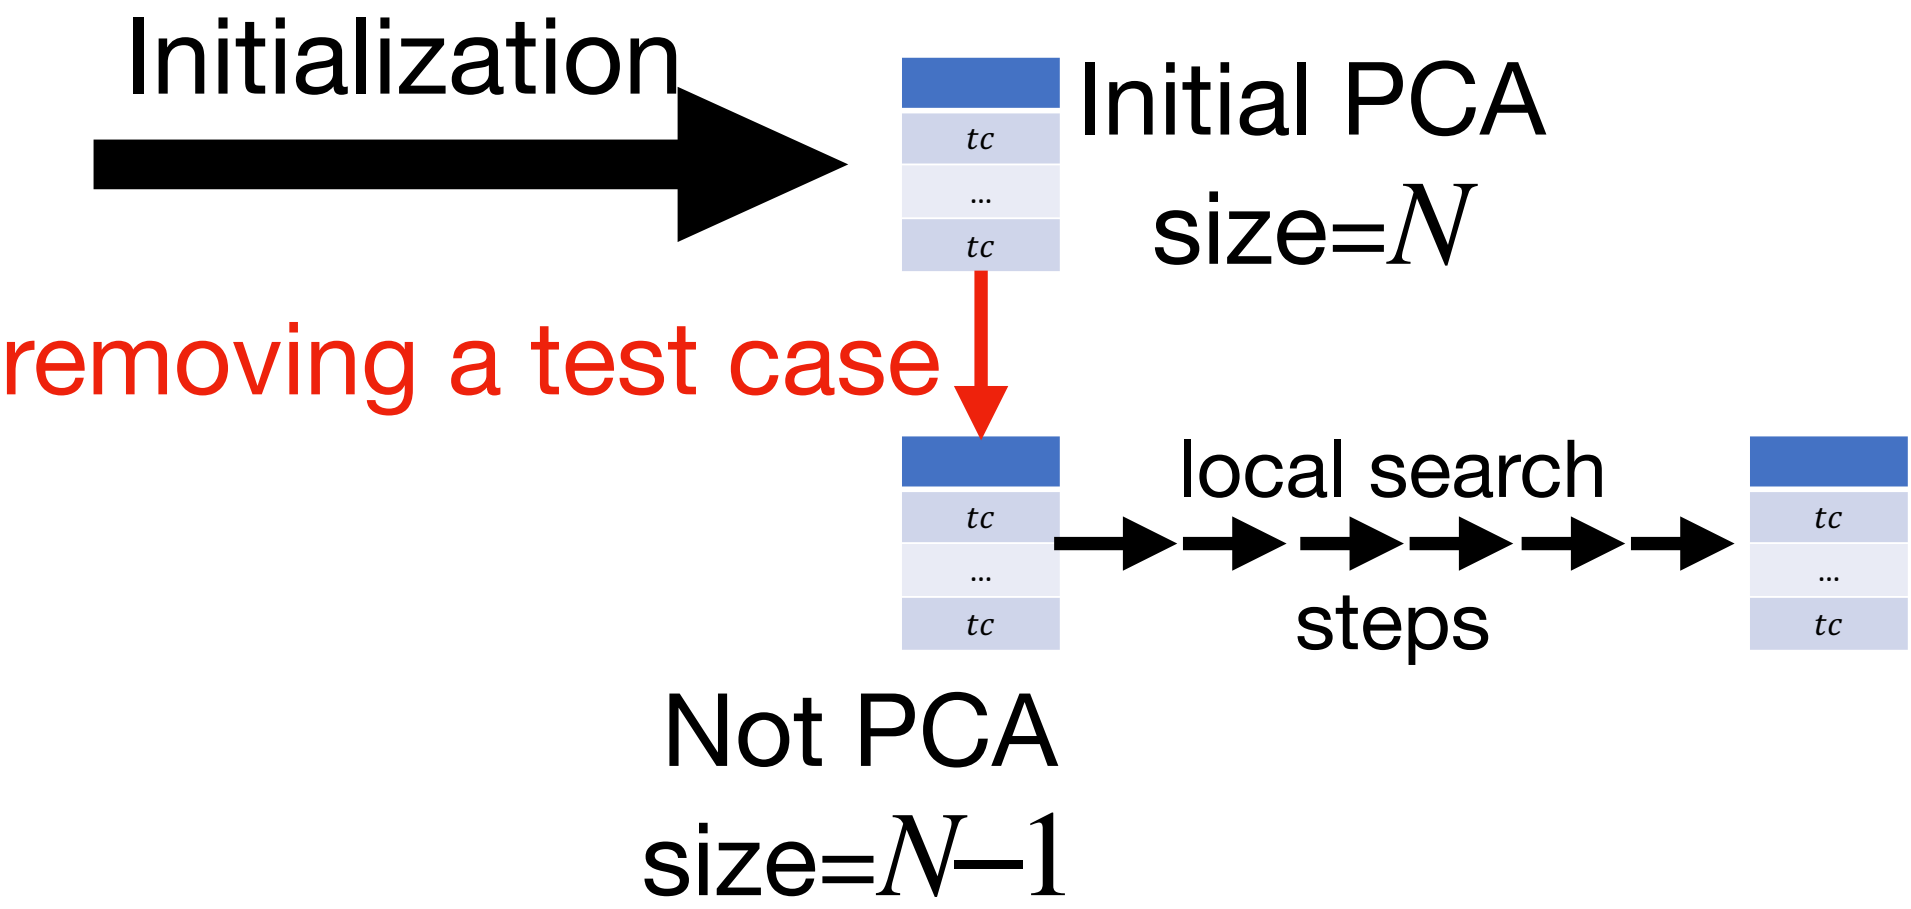 Initialization
tc
...
tc
Initial PCA
size=N
removing a test case
tc
...
tc
local search
steps
tc
...
tc
Not PCA
size=N−1